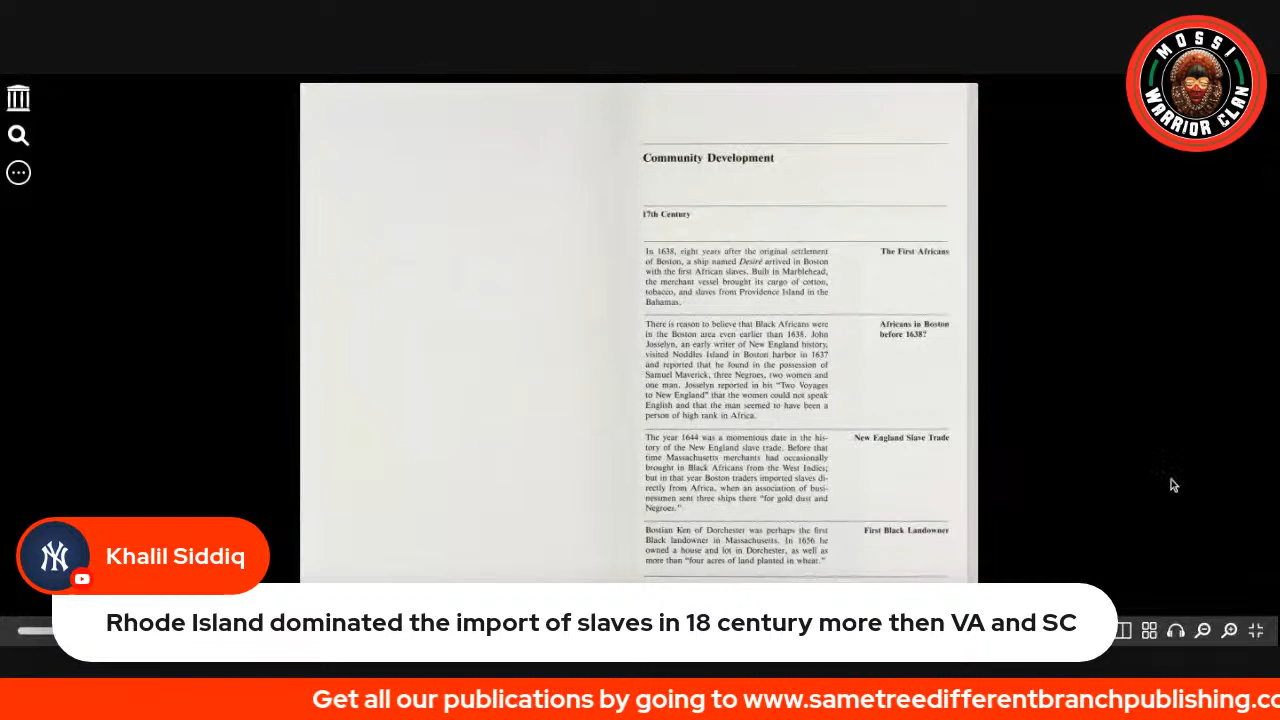 MOSSI
WARRIOR CLAN
Community Development
17th Century
In 1638, eight years after the original settlement
of Boston, a ship named Desiré arrived in Boston
with the first African slaves. Built in Marblehead,
the merchant vessel brought its cargo of cotton,
tobacco, and slaves from Providence Island in the
Bahamas.
The First Africans
There is reason to believe that Black Africans were
in the Boston area even earlier than 1638. John
Josselyn, an early writer of New England history,
visited Noddles Island in Boston harbor in 1637
and reported that he found in the possession of
Samuel Maverick, three Negroes, two women and
one man. Josselyn reported in his "Two Voyages
to New England" that the women could not speak
English and that the man seemed to have been a
person of high rank in Africa.
Africans in Boston
before 1638?
The year 1644 was a momentous date in the his-
tory of the New England slave trade. Before that
time Massachusetts merchants had occasionally
brought in Black Africans from the West Indies;
but in that year Boston traders imported slaves di-
rectly from Africa, when an association of busi-
nessmen sent three ships there "for gold dust and
Negroes."
New England Slave Trade
Bostian Ken of Dorchester was perhaps the first
Black landowner in Massachusetts. In 1656 he
owned a house and lot in Dorchester, as well as
more than "four acres of land planted in wheat."
First Black Landowner
Khalil Siddiq
Rhode Island dominated the import of slaves in 18 century more then VA and SC
Get all our publications by going to www.sametreedifferentbranchpublishing.co